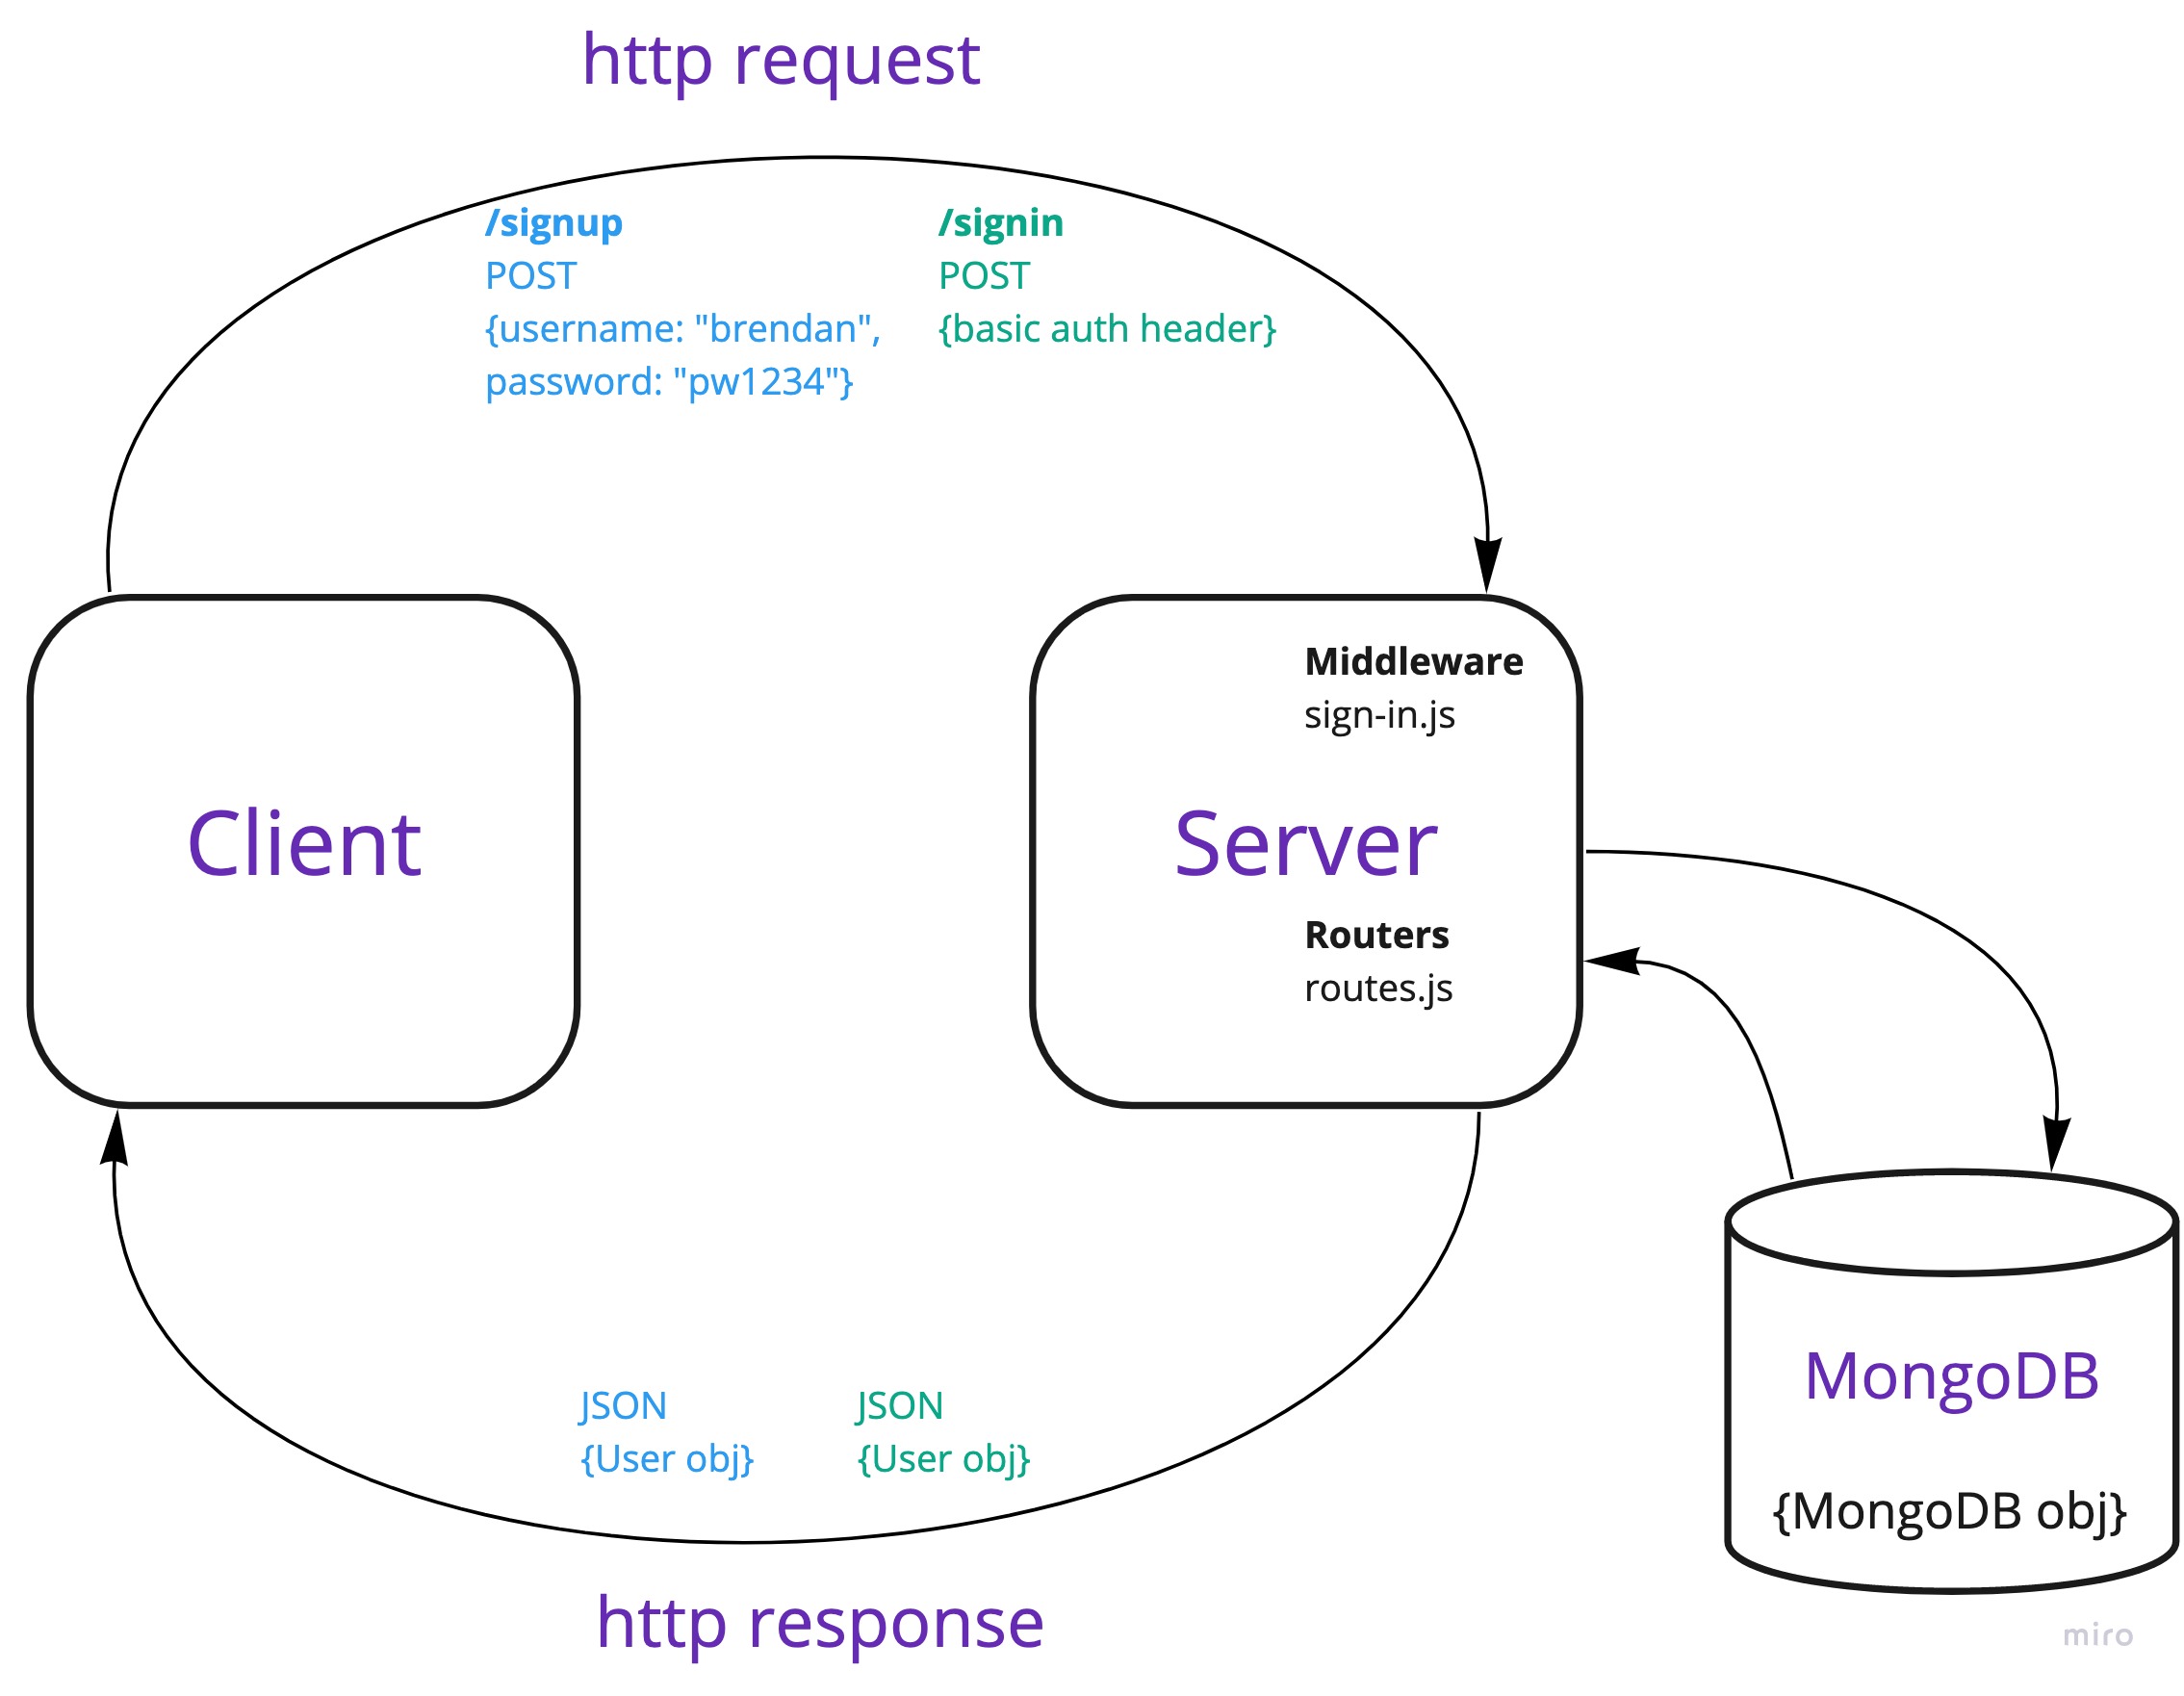 http request
/signup
POST
{username: "brendan",
password: "pw1234"}
/signin
POST
{basic auth header}
Client
Middleware
sign-in.js
Server
Routers
routes.js
MongoDB
{MongoDB obj}
JSON
{User obj}
JSON
{User obj}
http response
miro